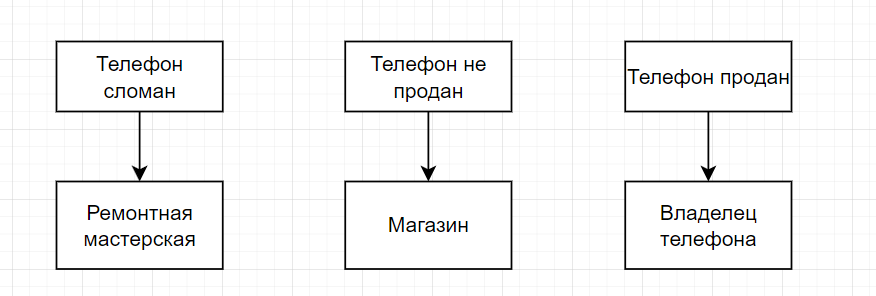 Телефон
сломан
Телефон не
продан
Телефон продан
Ремонтная
мастерская
Магазин
Владелец
телефона